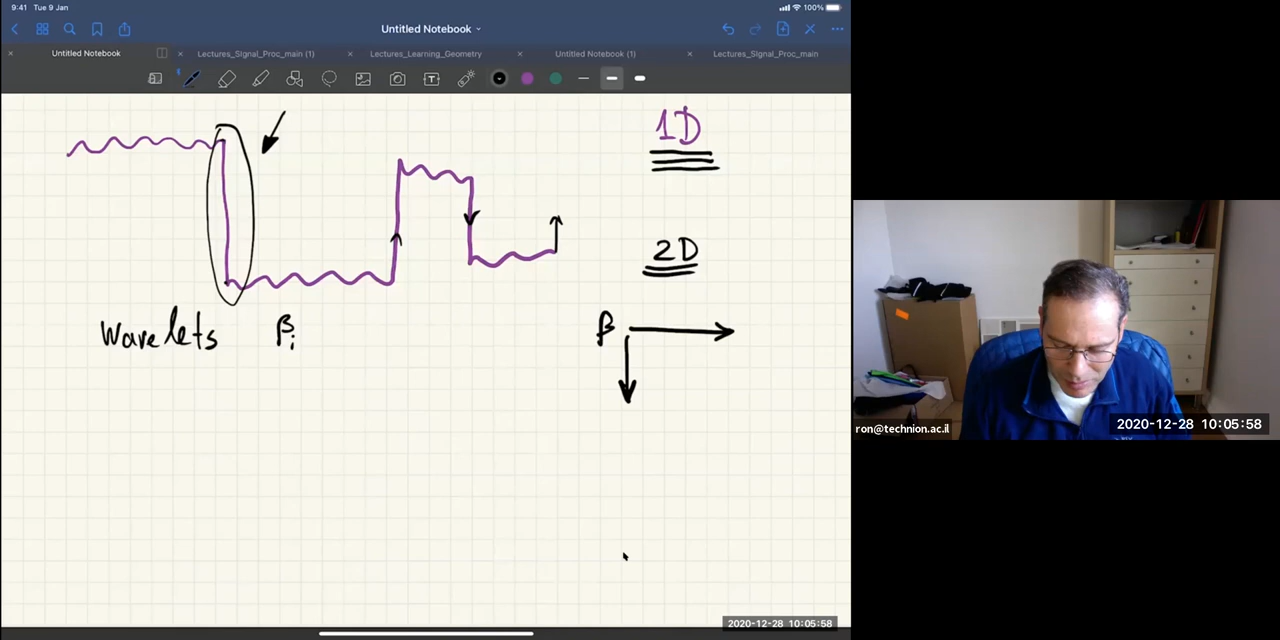 9:41 Tue 9 Jan
100%
Untitled Notebook
Untitled Notebook
Lectures_Signal_Proc_main (1)
Lectures_Learning_Geometry
Untitled Notebook (1)
Lectures_Signal_Proc_main
T
1D
2D
Wavelets βi
β
ron@technion.ac.il
2020-12-28 10:05:58
2020-12-28 10:05:58